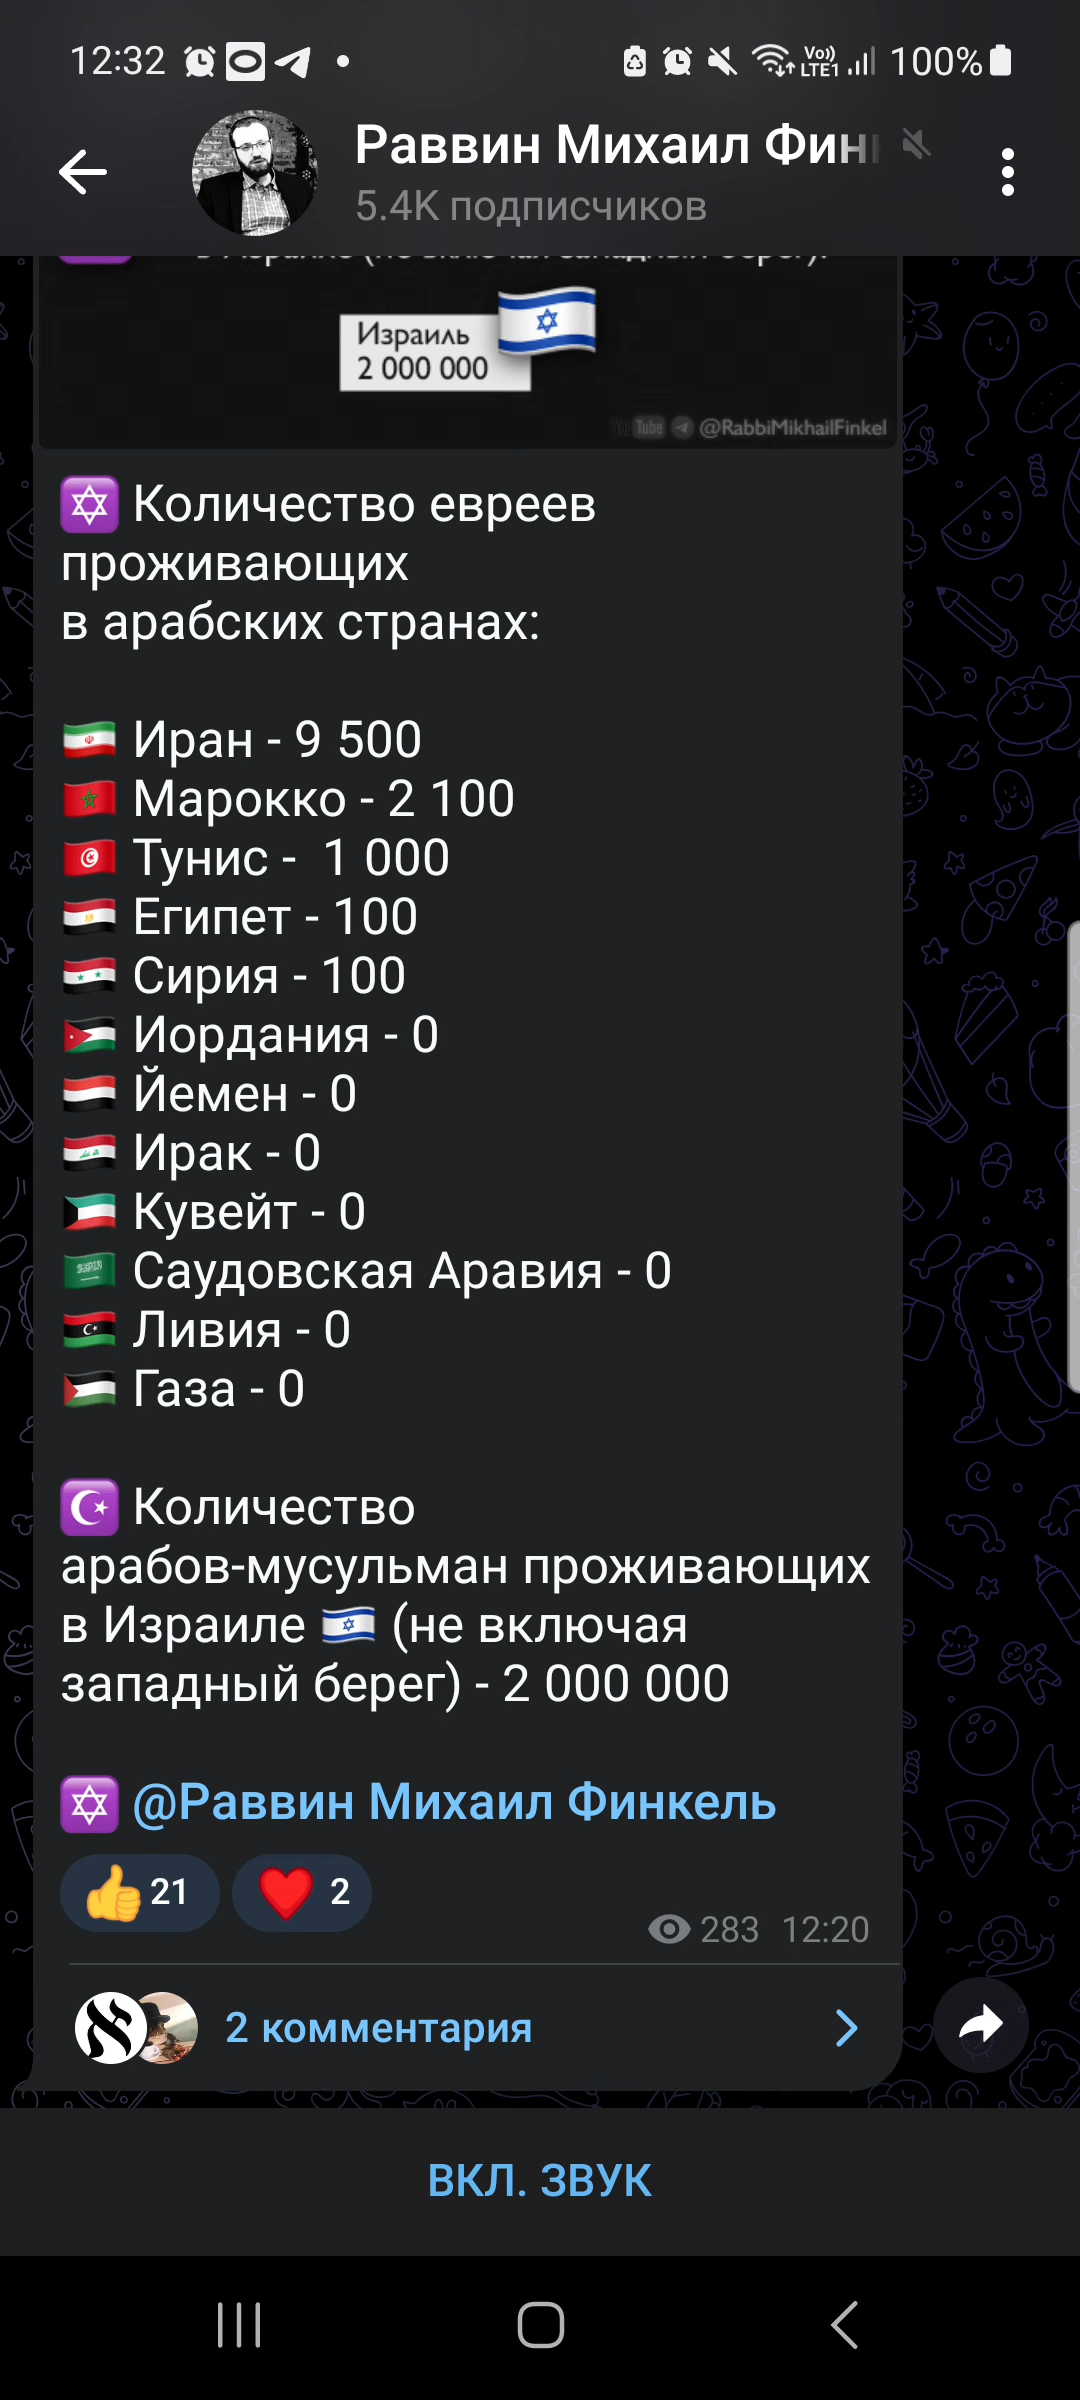 12:32 Vo)) LTE1 100%
Раввин Михаил Фин
5.4K подписчиков
Израиль
2 000 000
YouTube @RabbiMikhailFinkel
Количество евреев
проживающих
в арабских странах:
Иран - 9 500
Марокко - 2 100
Тунис -  1 000
Египет - 100
Сирия - 100
Иордания - 0
Йемен - 0
Ирак - 0
Кувейт - 0
Саудовская Аравия - 0
Ливия - 0
Газа - 0
Количество
арабов-мусульман проживающих
в Израиле (не включая
западный берег) - 2 000 000
@Раввин Михаил Финкель
21 2
283 12:20
2 комментария
ВКЛ. ЗВУК